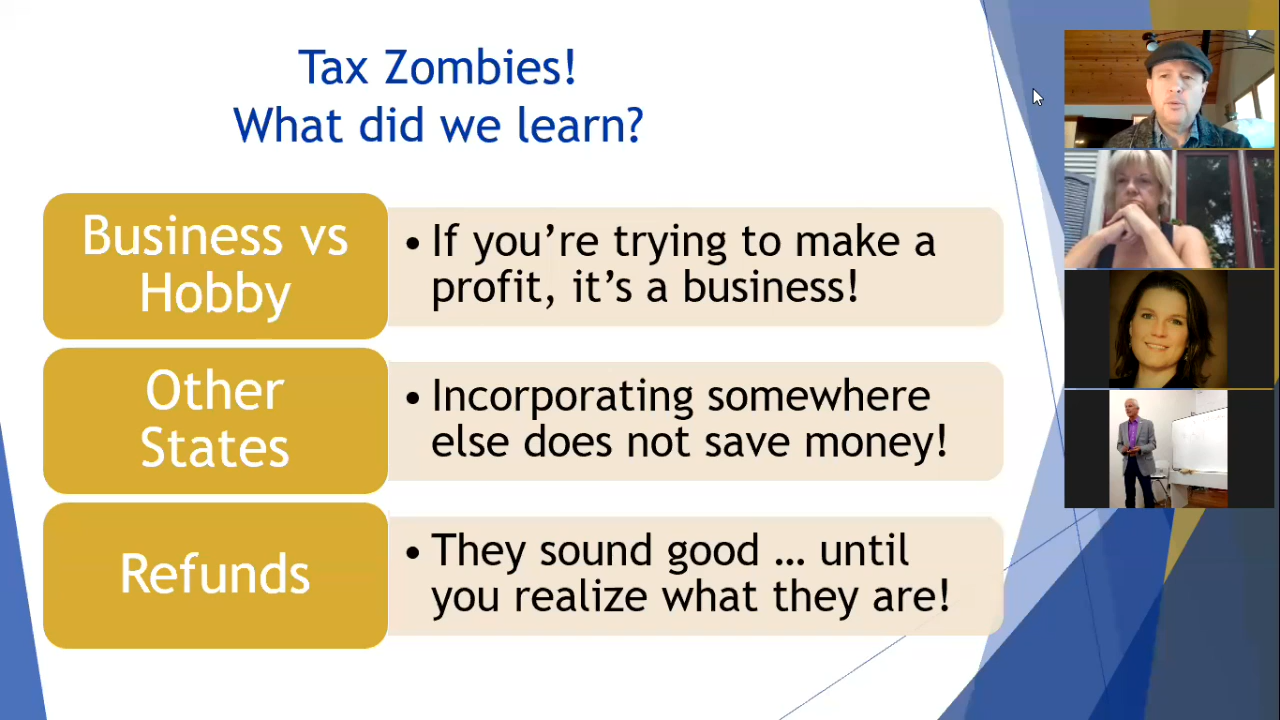 Tax Zombies!
What did we learn?
Business vs
Hobby
• If you’re trying to make a
profit, it’s a business!
Other
States
• Incorporating somewhere
else does not save money!
Refunds
• They sound good … until
you realize what they are!